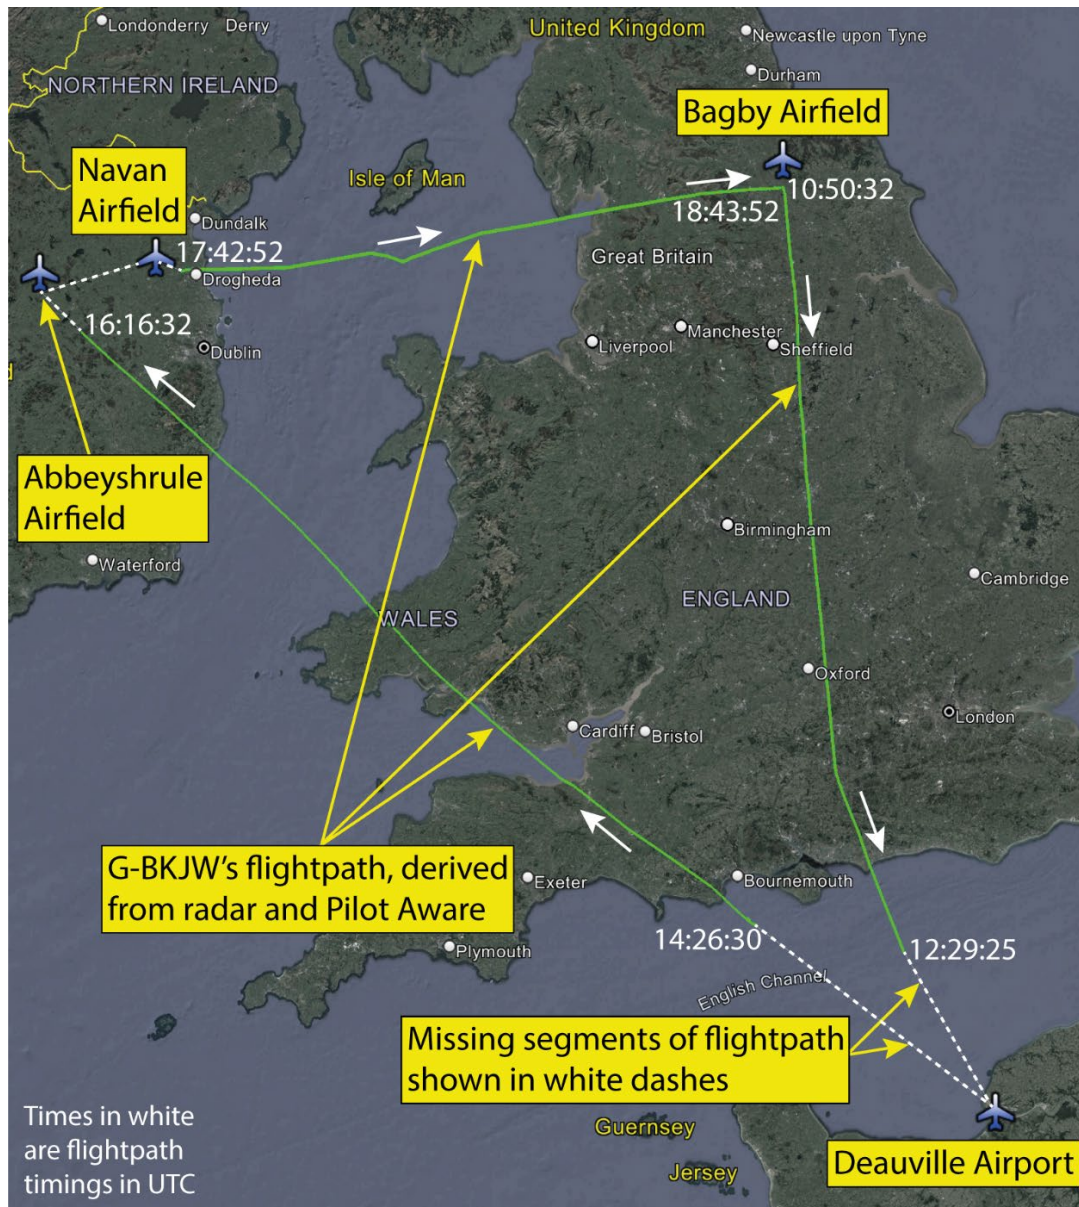 Londonderry Derry
United Kingdom
Newcastle upon Tyne
Durham
NORTHERN IRELAND
Bagby Airfield
Navan
Airfield
Isle of Man
10:50:32
18:43:52
Dundalk
17:42:52
Drogheda
Great Britain
16:16:32
Dublin
Manchester
Liverpool
Sheffield
d
Abbeyshrule
Airfield
Birmingham
Waterford
Cambridge
WALES
ENGLAND
Oxford
London
Cardiff
Bristol
G-BKJW's flightpath, derived
from radar and Pilot Aware
Exeter
Bournemouth
14:26:30
12:29:25
Plymouth
English Channel
Missing segments of flightpath
shown in white dashes
Times in white
are flightpath
timings in UTC
Guernsey
Jersey
Deauville Airport